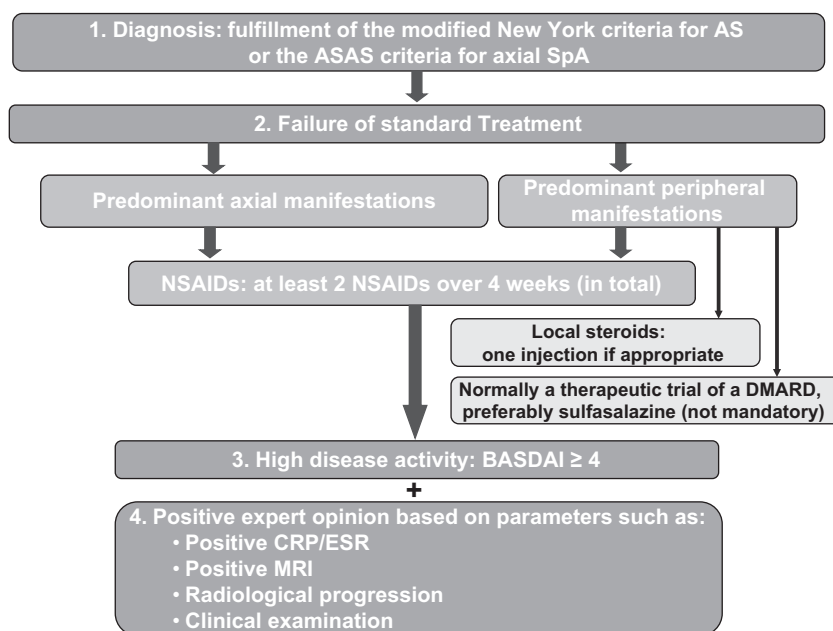 1. Diagnosis: fulfillment of the modified New York criteria for AS
or the ASAS criteria for axial SpA
2. Failure of standard Treatment
Predominant axial manifestations
Predominant peripheral
manifestations
NSAIDs: at least 2 NSAIDs over 4 weeks (in total)
Local steroids:
one injection if appropriate
Normally a therapeutic trial of a DMARD,
preferably sulfasalazine (not mandatory)
3. High disease activity: BASDAI ≥ 4
+
4. Positive expert opinion based on parameters such as:
• Positive CRP/ESR
• Positive MRI
• Radiological progression
• Clinical examination